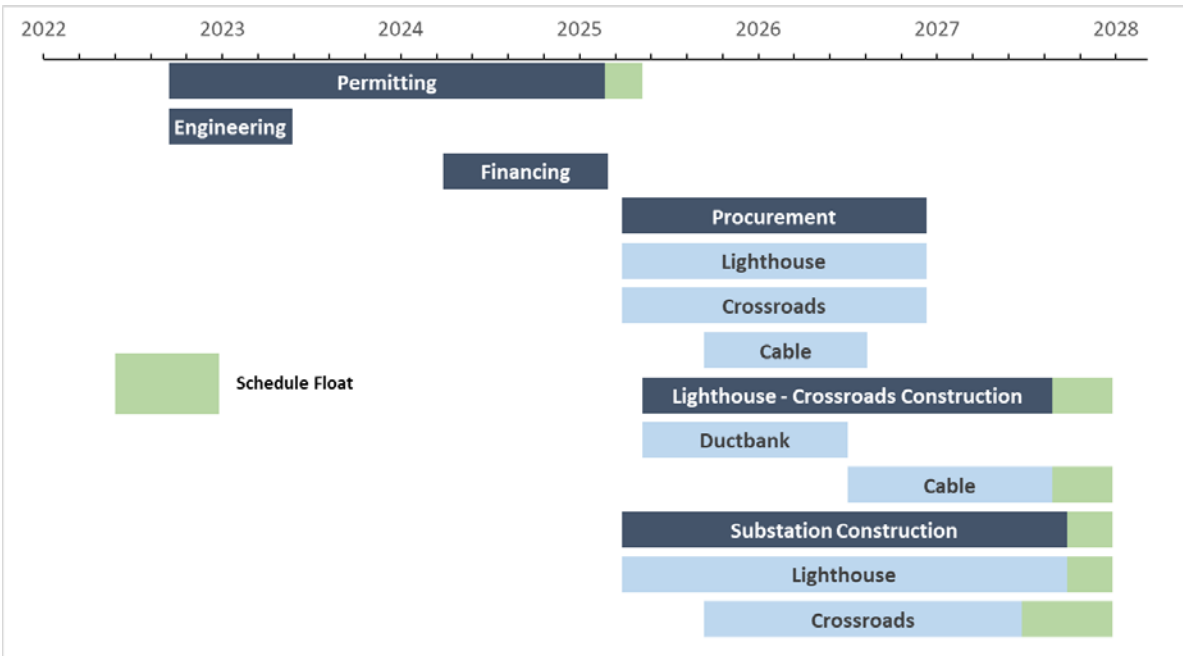 2022 2023 2024 2025 2026 2027 2028
Permitting
Engineering
Financing
Procurement
Lighthouse
Crossroads
Cable
Schedule Float
Lighthouse - Crossroads Construction
Ductbank
Cable
Substation Construction
Lighthouse
Crossroads